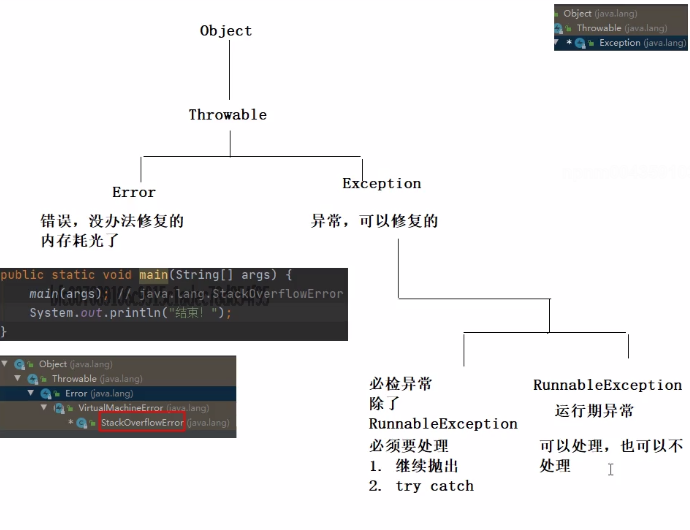 Object
Object (java.lang)
Throwable (java.lang)
Exception (java.lang)
Throwable
Error
Exception
错误，没办法修复的
内存耗光了
异常，可以修复的
public static void main(String[] args) {
main(args); // java.lang.StackOverflowError
System.out.println("结束！");
}
Object (java.lang)
Throwable (java.lang)
Error (java.lang)
VirtualMachineError (java.lang)
StackOverflowError (java.lang)
必检异常
除了
RunnableException
必须要处理
1. 继续抛出
2. try catch
RunnableException
运行期异常
可以处理，也可以不
处理